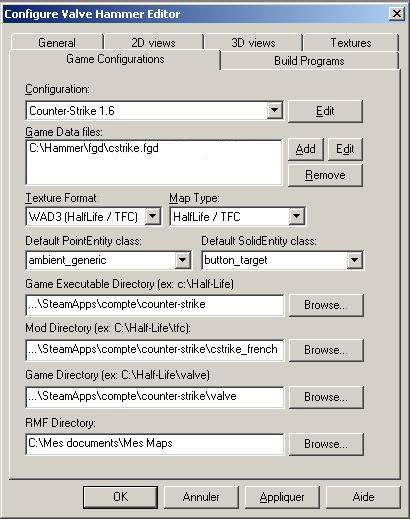 Configure Valve Hammer Editor
General 2D views 3D views Textures
Game Configurations Build Programs
Configuration:
Counter-Strike 1.6 Edit
Game Data files:
C:\Hammer\fgd\cstrike.fgd
Add Edit
Remove
Texture Format: Map Type:
WAD3 (HalfLife / TFC) HalfLife / TFC
Default PointEntity class: Default SolidEntity class:
ambient_generic button_target
Game Executable Directory (ex: c:\Half-Life)
...\SteamApps\compte\counter-strike Browse...
Mod Directory (ex: C:\Half-Life\tfc):
...\SteamApps\compte\counter-strike\cstrike_french Browse...
Game Directory (ex: C:\Half-Life\valve)
...\SteamApps\compte\counter-strike\valve Browse...
RMF Directory:
C:\Mes documents\Mes Maps Browse...
OK Annuler Appliquer Aide